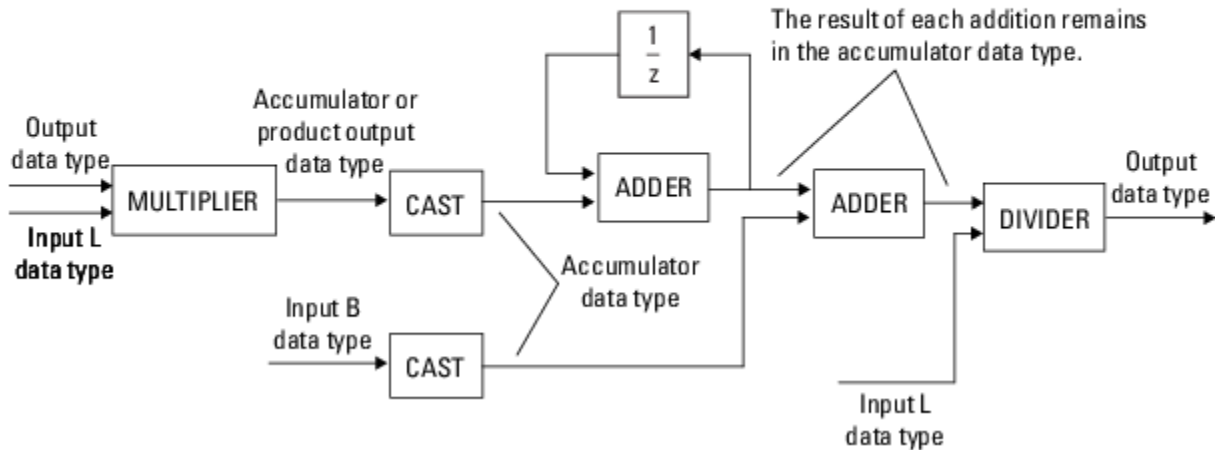 The result of each addition remains
in the accumulator data type.
1
z
Accumulator or
product output
data type
Output
data type
MULTIPLIER
Input L
data type
CAST
ADDER
ADDER
DIVIDER
Output
data type
Accumulator
data type
Input B
data type
CAST
Input L
data type